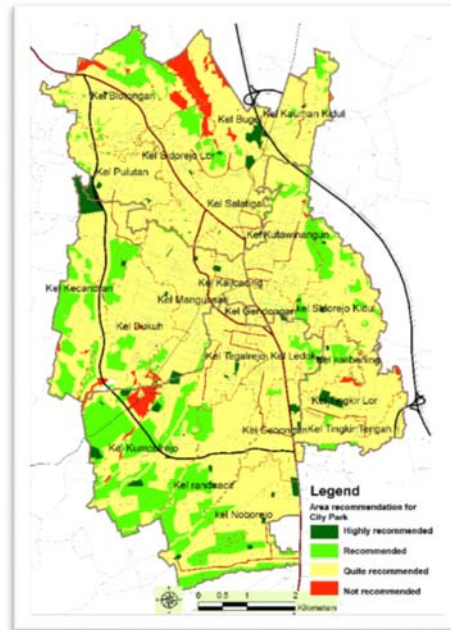 Kel Blotongan
Kel Bugel
Kel Kauman Kidul
Kel Sidorejo Lor
Kel Pulutan
Kel Salatiga
Kel Kutawinangun
Kel Kecandran
Kel Kalicacing
Kel Mangunsari
Kel Gendongan
Kel Sidorejo Kidul
Kel Dukuh
Kel Tegalrejo
Kel Ledok
Kel kalibening
Kel Tingkir Lor
Kel Gebongan
Kel Tingkir Tengah
Kel Kumpulrejo
Kel randuacir
kel Noborejo
Legend
Area recommendation for
City Park
Highly recommended
Recommended
Quite recommended
Not recommended
0 0.5 1 2
Kilometers